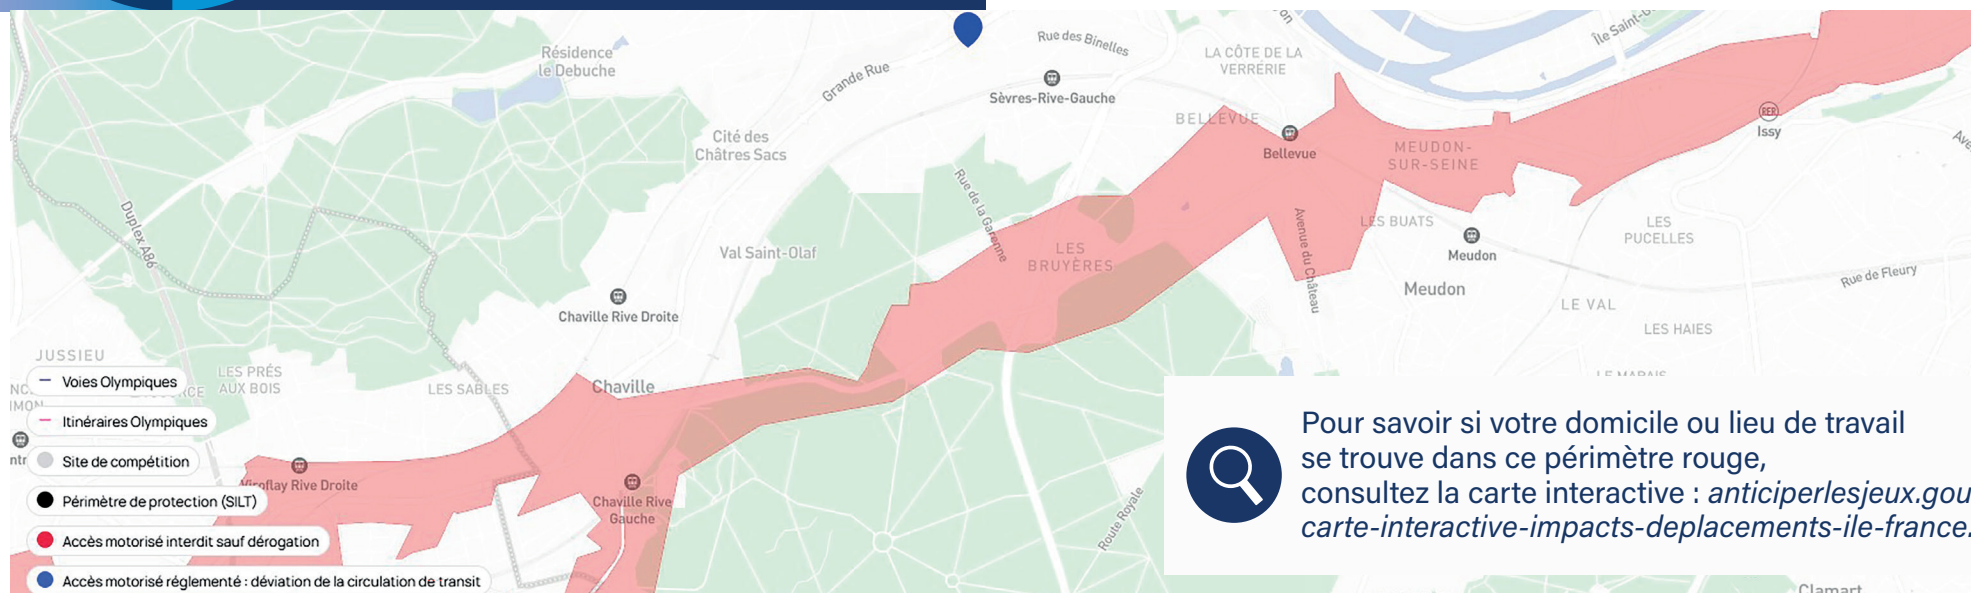 Résidence
le Debuche
Grande Rue
Rue des Binelles
LA CÔTE DE LA
VERRERIE
Île Saint-G
Sèvres-Rive-Gauche
BELLEVUE
Bellevue
MEUDON-
SUR-SEINE
RER
Issy
Ave
Cité des
Châtres Sacs
Rue de la Garenne
Duplex A86
Val Saint-Olaf
LES
BRUYÈRES
Avenue du Château
LES BUATS
Meudon
LES
PUCELLES
Meudon
Rue de Fleury
LE VAL
LES HAIES
LE MARAIS
Chaville Rive Droite
JUSSIEU
LES PRÉS
AUX BOIS
LES SABLES
Chaville
Viroflay Rive Droite
Chaville Rive
Gauche
Route Royale
Clamart
Voies Olympiques
Itinéraires Olympiques
Site de compétition
Périmètre de protection (SILT)
Accès motorisé interdit sauf dérogation
Accès motorisé réglementé : déviation de la circulation de transit
Pour savoir si votre domicile ou lieu de travail
se trouve dans ce périmètre rouge,
consultez la carte interactive : anticiperlesjeux.gou
carte-interactive-impacts-deplacements-ile-france.